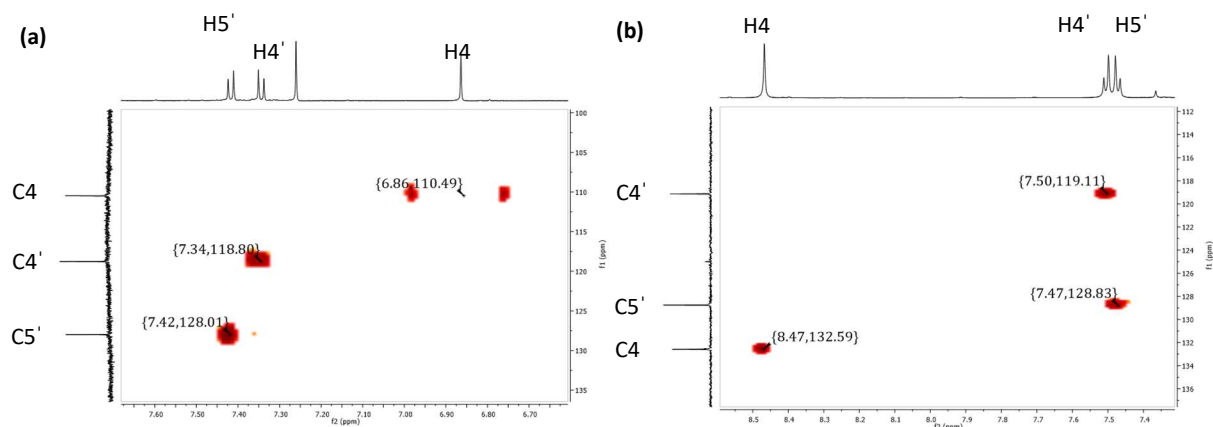 (a)
H5'
H4'
H4
C4
C4'
C5'
{6.86,110.49}
{7.34,118.80}
{7.42,128.01}
100
105
110
115
120
125
130
135
f1 (ppm)
7.60 7.50 7.40 7.30 7.20 7.10 7.00 6.90 6.80 6.70
f2 (ppm)
(b)
H4
H4'
H5'
C4'
C5'
C4
{7.50,119.11}
{7.47,128.83}
{8.47,132.59}
112
114
116
118
120
122
124
126
128
130
132
134
136
f1 (ppm)
8.5 8.4 8.3 8.2 8.1 8.0 7.9 7.8 7.7 7.6 7.5 7.4
f2 (ppm)